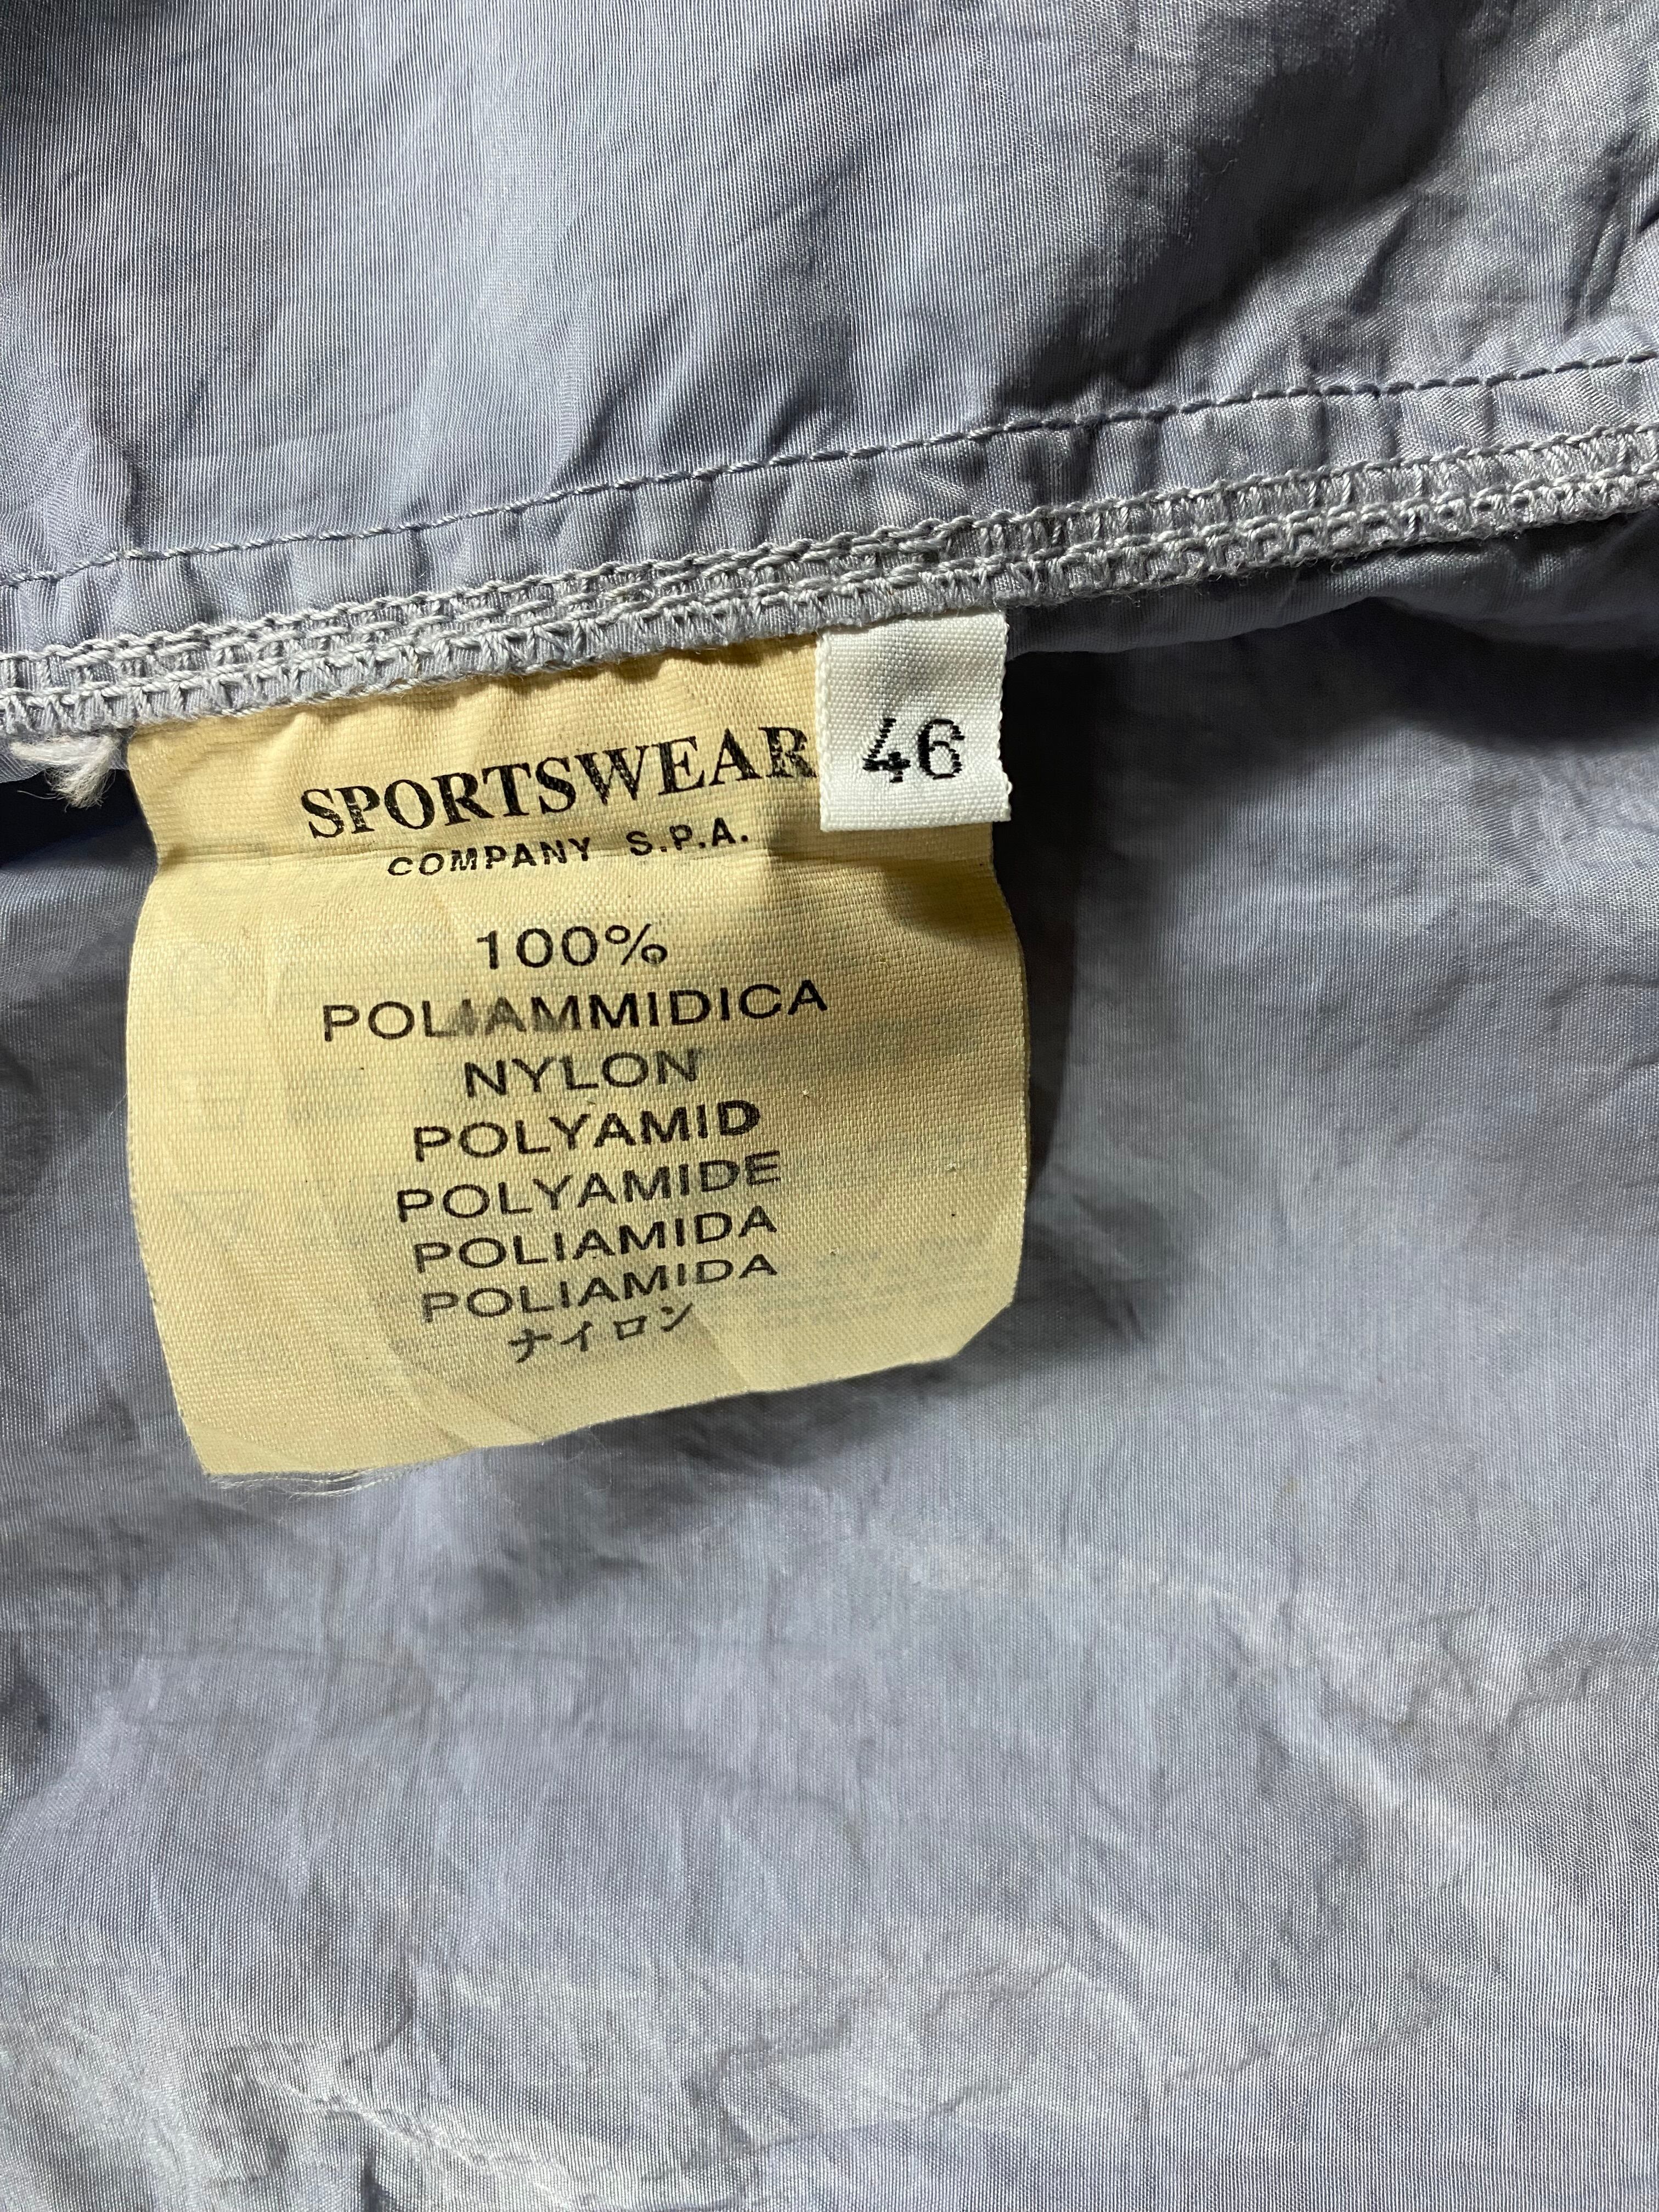 SPORTSWEAR
COMPANY S.P.A.
46
100%
POLIAMMIDICA
NYLON
POLYAMID
POLYAMIDE
POLIAMIDA
POLIAMIDA
ナイロン